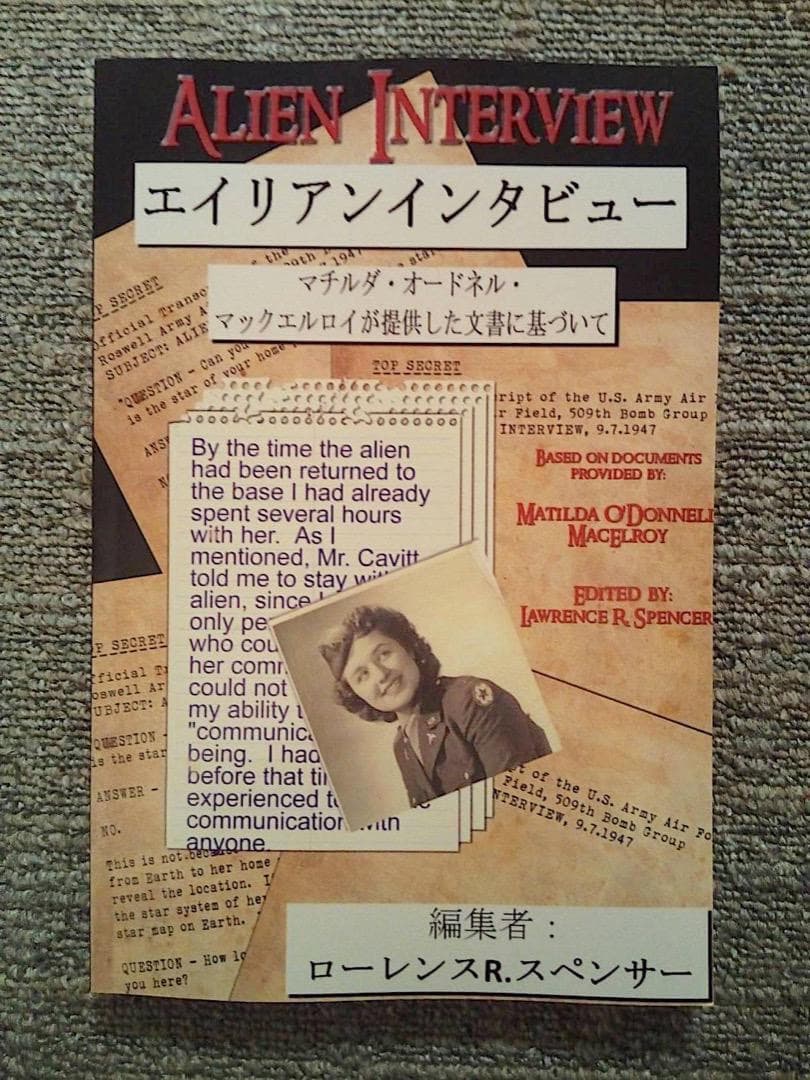 ALIEN INTERVIEW
エイリアンインタビュー
マチルダ・オードネル・
マックエルロイが提供した文書に基づいて
P SECRET
fficial Transc
Roswell Army A
SUBJECT: ALIE
"QUESTION - Can you
is the star of your home
TOP SECRET
ript of the U.S. Army Air
r Field, 509th Bomb Group
INTERVIEW, 9.7.1947
BASED ON DOCUMENTS
PROVIDED BY:
MATILDA O'DONNELL
MACELROY
EDITED BY:
LAWRENCE R. SPENCER
By the time the alien
had been returned to
the base I had already
spent several hours
with her. As I
mentioned, Mr. Cavitt
told me to stay with
alien, since
only pe
who cou
her comm
could not
my ability t
"communica
being. I had
before that ti
experienced te
communication with
anyone.
P SECRET
ficial Tr
oswell Ar
UBJECT: A
QUESTION
is the star
ANSWER -
NO.
This is not beca
from Earth to her home
reveal the location. I
the star system of her
star map on Earth.
QUESTION - How lo
you here?
pt of the U.S. Army Air Fo
Field, 509th Bomb Group
NTERVIEW, 9.7.1947
編集者：
ローレンスR.スペンサー